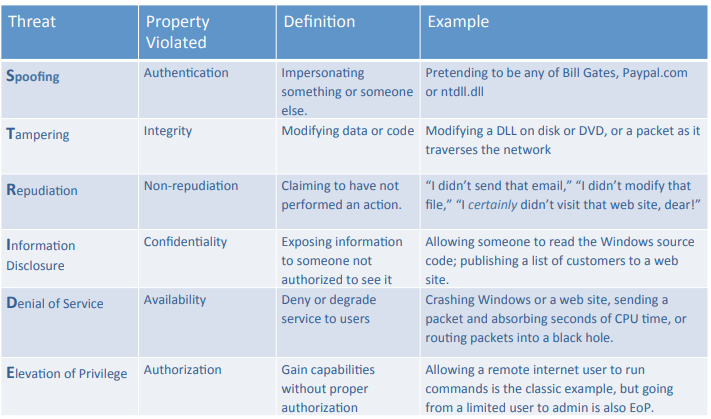 Threat
Property
Violated
Definition
Example
Spoofing
Authentication
Impersonating
something or someone
else.
Pretending to be any of Bill Gates, Paypal.com
or ntdll.dll
Tampering
Integrity
Modifying data or code
Modifying a DLL on disk or DVD, or a packet as it
traverses the network
Repudiation
Non-repudiation
Claiming to have not
performed an action.
“I didn’t send that email,” “I didn’t modify that
file,” “I certainly didn’t visit that web site, dear!”
Information
Disclosure
Confidentiality
Exposing information
to someone not
authorized to see it
Allowing someone to read the Windows source
code; publishing a list of customers to a web
site.
Denial of Service
Availability
Deny or degrade
service to users
Crashing Windows or a web site, sending a
packet and absorbing seconds of CPU time, or
routing packets into a black hole.
Elevation of Privilege
Authorization
Gain capabilities
without proper
authorization
Allowing a remote internet user to run
commands is the classic example, but going
from a limited user to admin is also EoP.